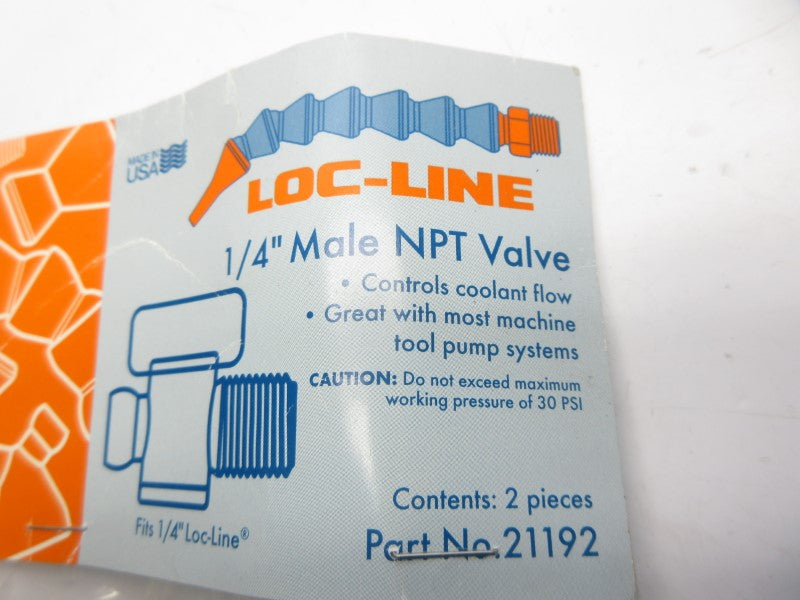 MADE IN
USA
LOC-LINE
1/4" Male NPT Valve
• Controls coolant flow
• Great with most machine
tool pump systems
CAUTION: Do not exceed maximum
working pressure of 30 PSI
Contents: 2 pieces
Fits 1/4" Loc-Line®
Part No.21192